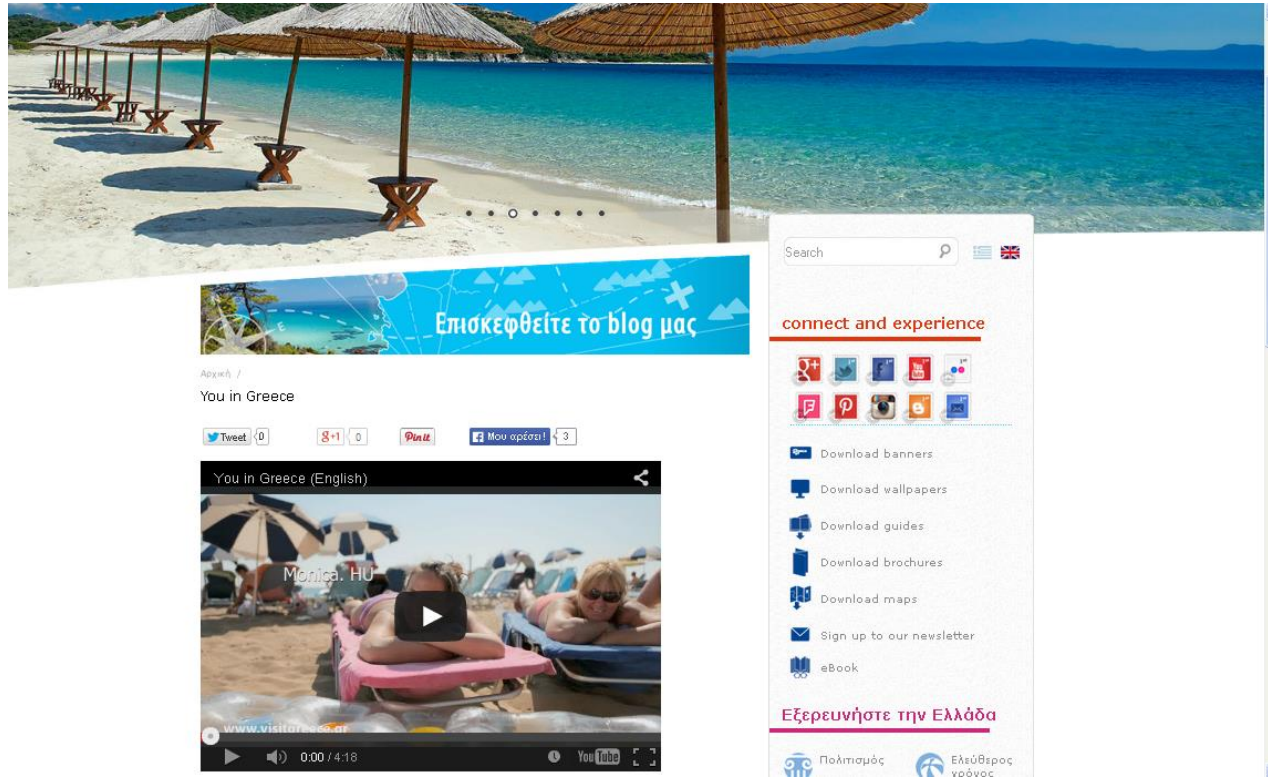 Επισκεφθείτε το blog μας
Αρχική /
You in Greece
Tweet 0
g+1 0
Pin it
Μου αρέσει! 3
You in Greece (English)
Monica. HU
www.visitgreece.gr
0:00 / 4:18
YouTube
Search
connect and experience
Download banners
Download wallpapers
Download guides
Download brochures
Download maps
Sign up to our newsletter
eBook
Εξερευνήστε την Ελλάδα
Πολιτισμός
Ελεύθερος
χρόνος